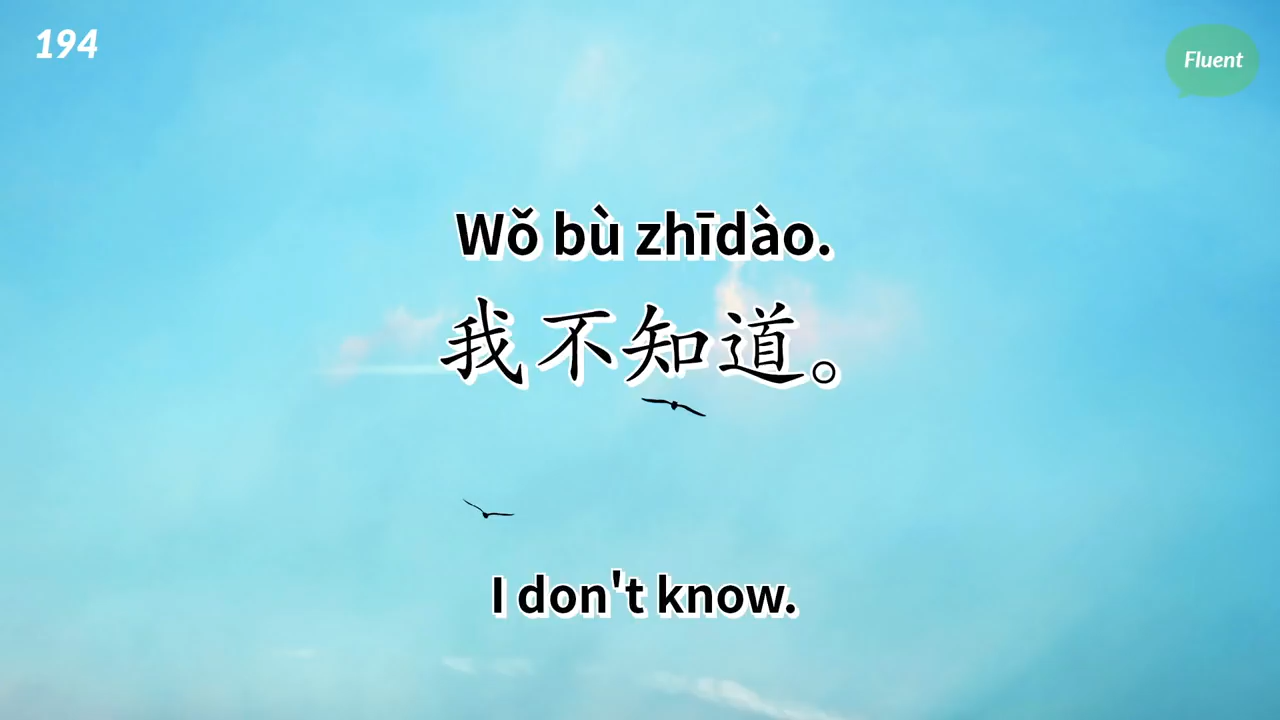 194
Fluent
Wǒ bù zhīdào.
我不知道。
I don't know.